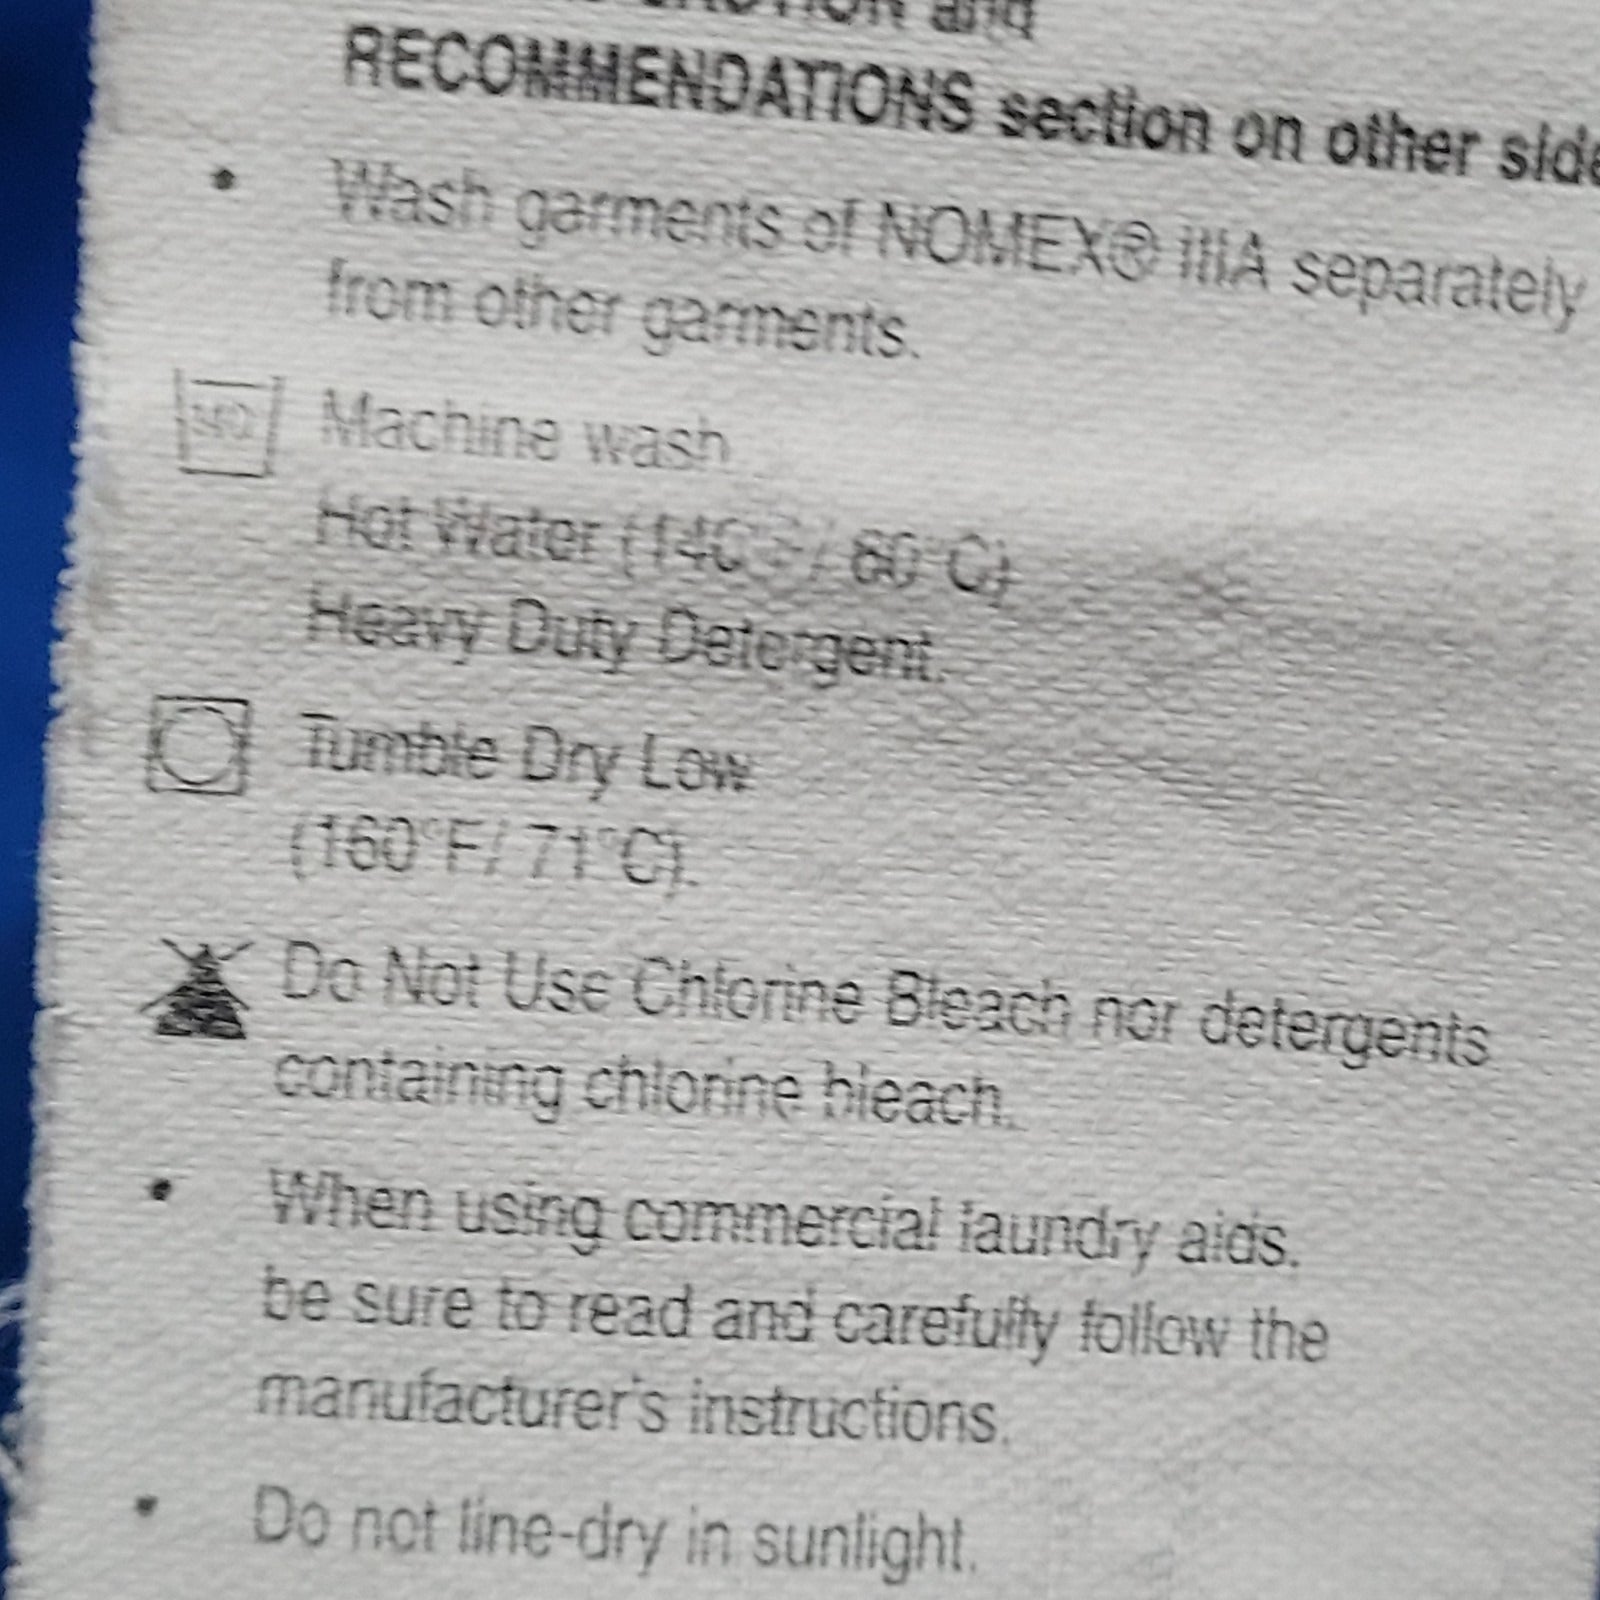 CAUTION and
RECOMMENDATIONS section on other side
• Wash garments of NOMEX® IIIA separately
from other garments.
Machine wash
Hot Water (140°F / 60°C)
Heavy Duty Detergent.
Tumble Dry Low
(160°F/ 71°C).
Do Not Use Chlorine Bleach nor detergents
containing chlorine bleach.
• When using commercial laundry aids,
be sure to read and carefully follow the
manufacturer's instructions.
• Do not line-dry in sunlight.